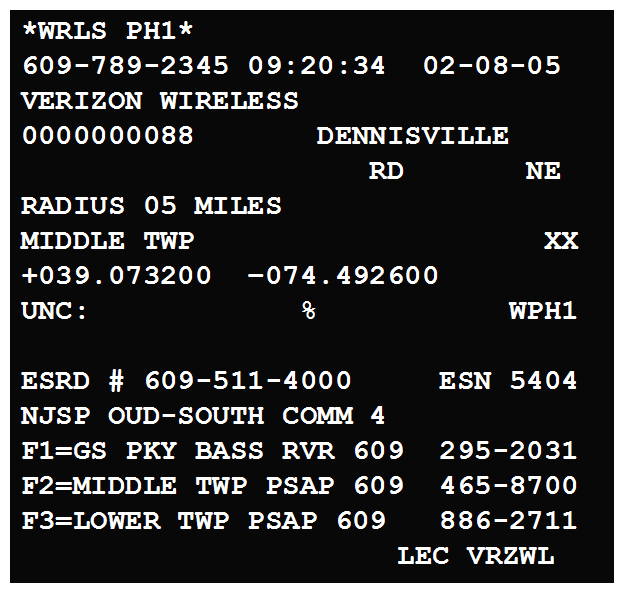 *WRLS PH1*
609-789-2345 09:20:34 02-08-05
VERIZON WIRELESS
0000000088 DENNISVILLE
RD NE
RADIUS 05 MILES
MIDDLE TWP XX
+039.073200 -074.492600
UNC: % WPH1
ESRD # 609-511-4000 ESN 5404
NJSP OUD-SOUTH COMM 4
F1=GS PKY BASS RVR 609 295-2031
F2=MIDDLE TWP PSAP 609 465-8700
F3=LOWER TWP PSAP 609 886-2711
LEC VRZWL